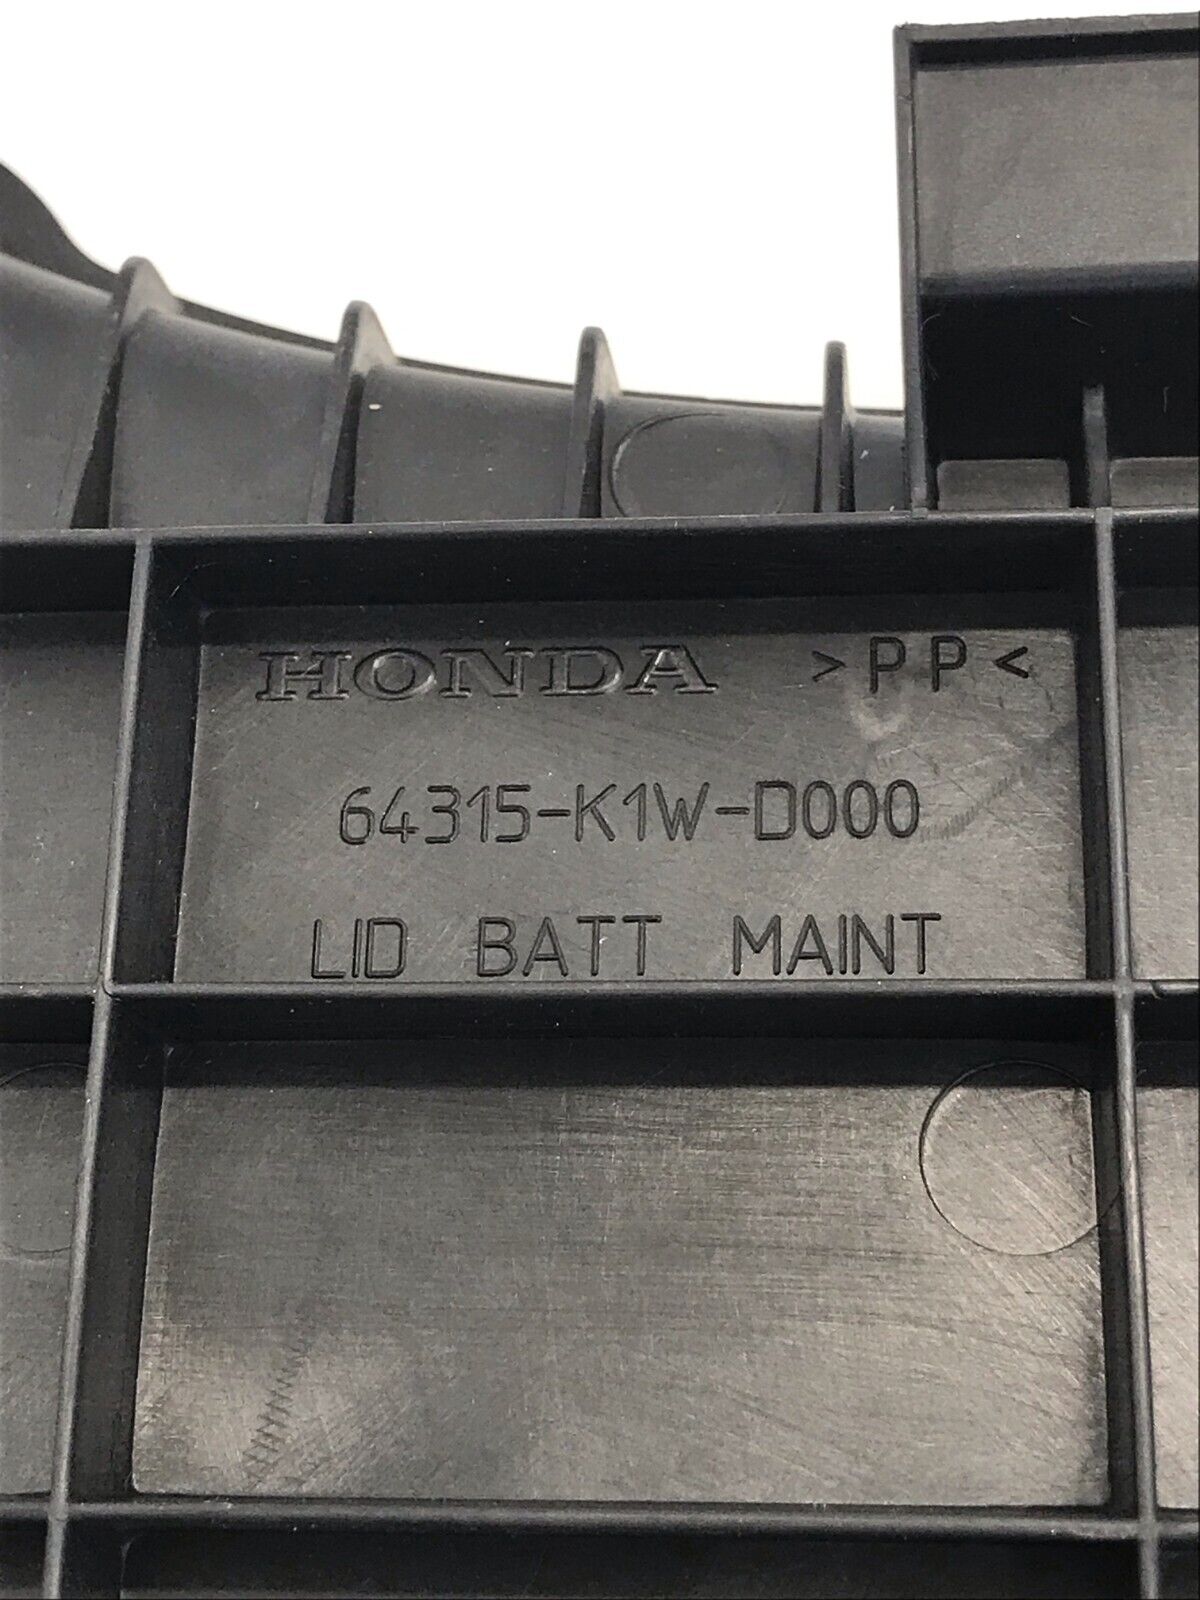 HONDA >PP<
64315-K1W-D000
LID BATT MAINT